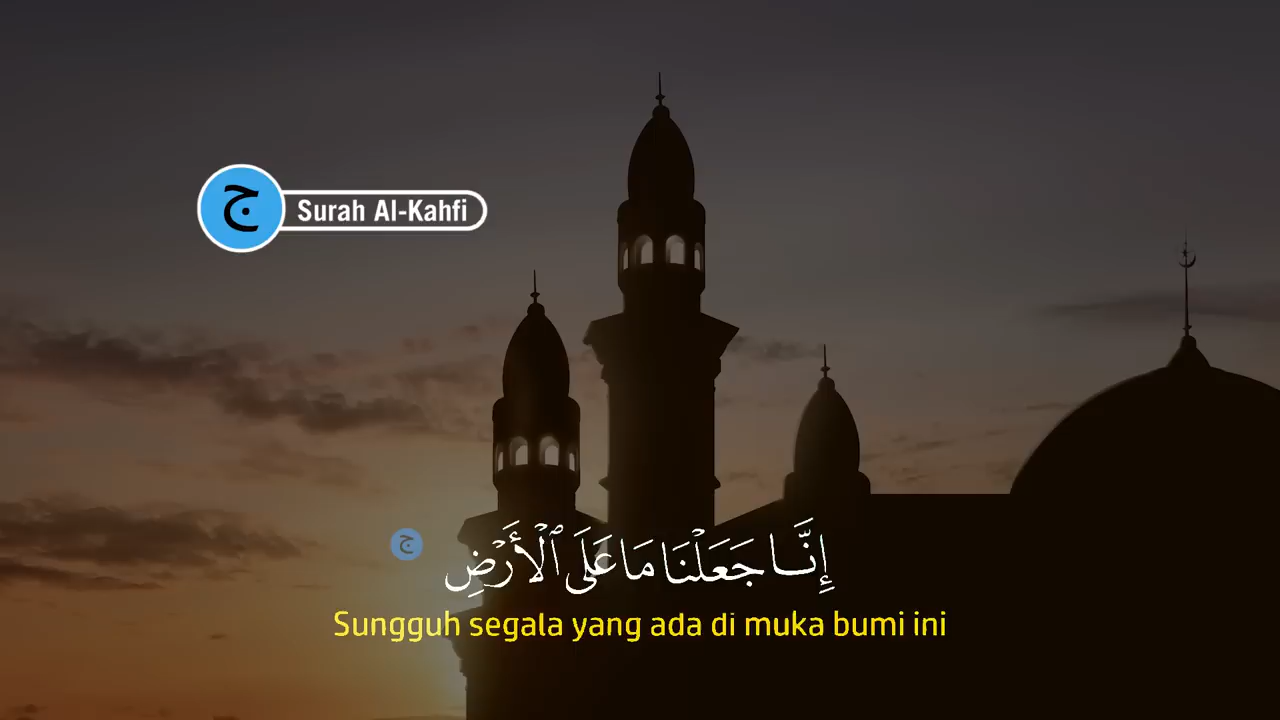 ج
Surah Al-Kahfi
ج
إِنَّا جَعَلْنَا مَا عَلَى ٱلْأَرْضِ
Sungguh segala yang ada di muka bumi ini